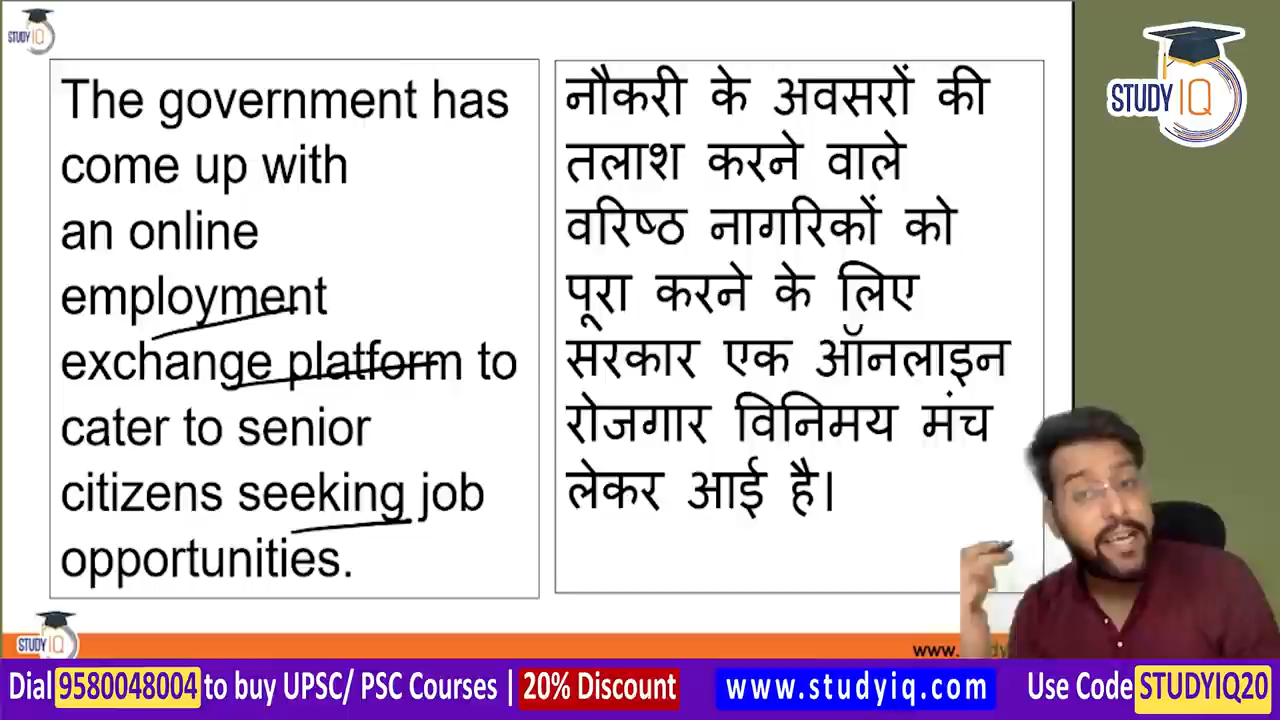 STUDY IQ
The government has
come up with
an online
employment
exchange platform to
cater to senior
citizens seeking job
opportunities.
नौकरी के अवसरों की
तलाश करने वाले
वरिष्ठ नागरिकों को
पूरा करने के लिए
सरकार एक ऑनलाइन
रोजगार विनिमय मंच
लेकर आई है।
STUDY IQ
STUDY IQ
Dial 9580048004 to buy UPSC/ PSC Courses | 20% Discount
www.studyiq.com
Use Code STUDYIQ20